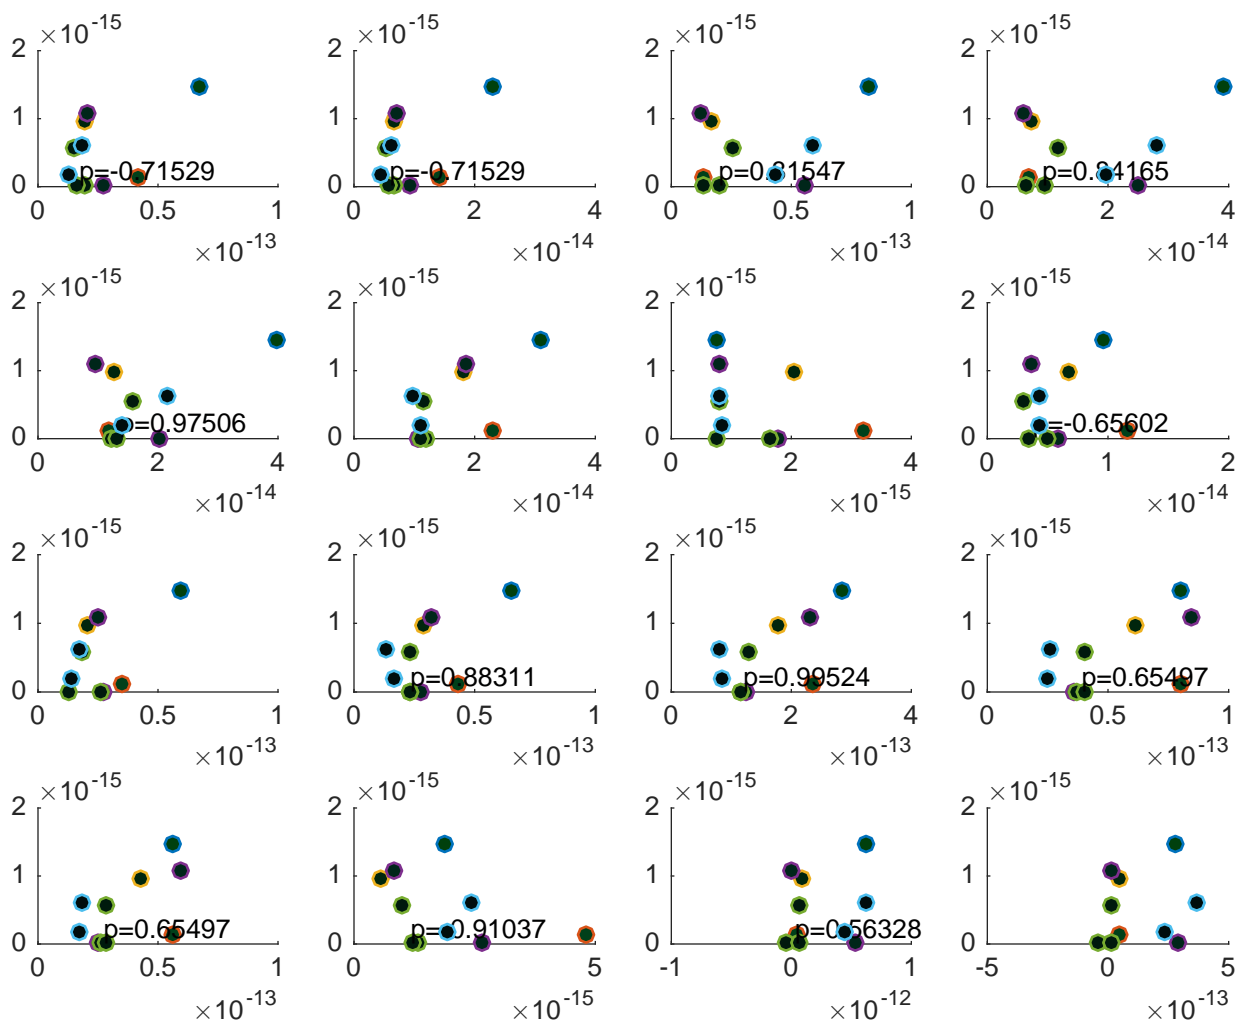 ×10-15 ×10-15 ×10-15 ×10-15
2 2 2 2
1 1 1 1
p=-0.71529 p=-0.71529
0 0 0 0
0 0.5 1 0 2 4 0 0.5 1 0 2 4
×10-13 ×10-14 ×10-13 ×10-14
×10-15 ×10-15 ×10-15 ×10-15
2 2 2 2
1 1 1 1
p=0.97506 p=-0.65602
0 0 0 0
0 2 4 0 2 4 0 2 4 0 1 2
×10-14 ×10-14 ×10-15 ×10-14
×10-15 ×10-15 ×10-15 ×10-15
2 2 2 2
1 1 1 1
p=0.88311 p=0.99524 p=0.65497
0 0 0 0
0 0.5 1 0 0.5 1 0 2 4 0 0.5 1
×10-13 ×10-13 ×10-13 ×10-13
×10-15 ×10-15 ×10-15 ×10-15
2 2 2 2
1 1 1 1
p=0.65497 p=0.91037 p=0.56328
0 0 0 0
0 0.5 1 0 5 -1 0 1 -5 0 5
×10-13 ×10-15 ×10-12 ×10-13